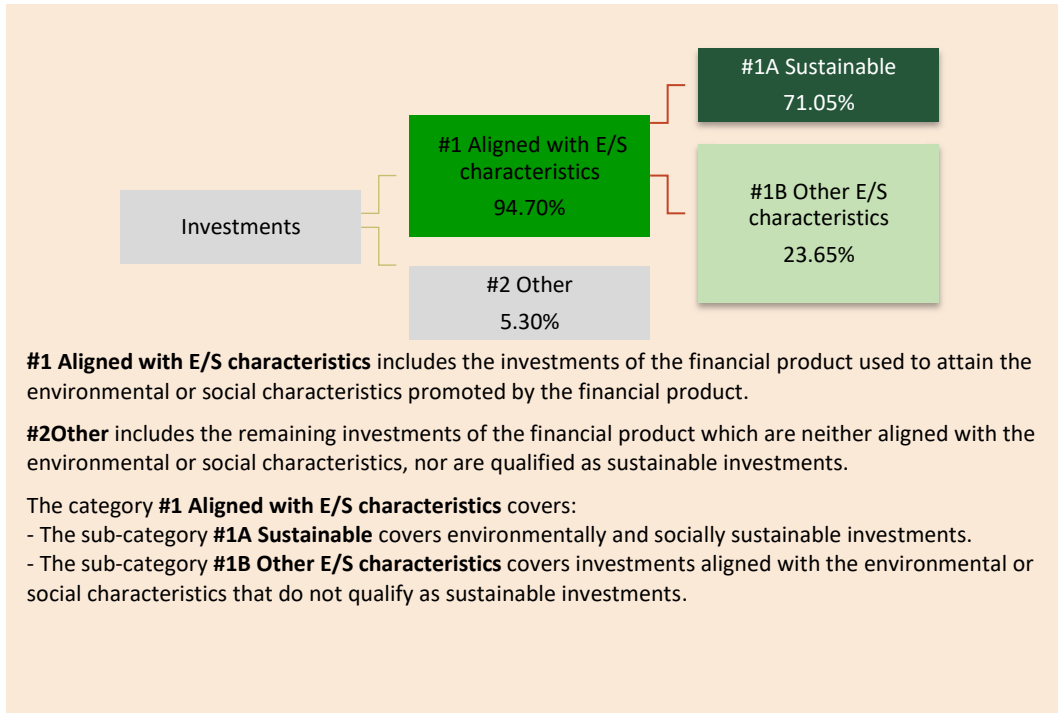 #1A Sustainable
71.05%
#1 Aligned with E/S
characteristics
94.70%
#1B Other E/S
characteristics
23.65%
Investments
#2 Other
5.30%
#1 Aligned with E/S characteristics includes the investments of the financial product used to attain the
environmental or social characteristics promoted by the financial product.
#2Other includes the remaining investments of the financial product which are neither aligned with the
environmental or social characteristics, nor are qualified as sustainable investments.
The category #1 Aligned with E/S characteristics covers:
- The sub-category #1A Sustainable covers environmentally and socially sustainable investments.
- The sub-category #1B Other E/S characteristics covers investments aligned with the environmental or
social characteristics that do not qualify as sustainable investments.